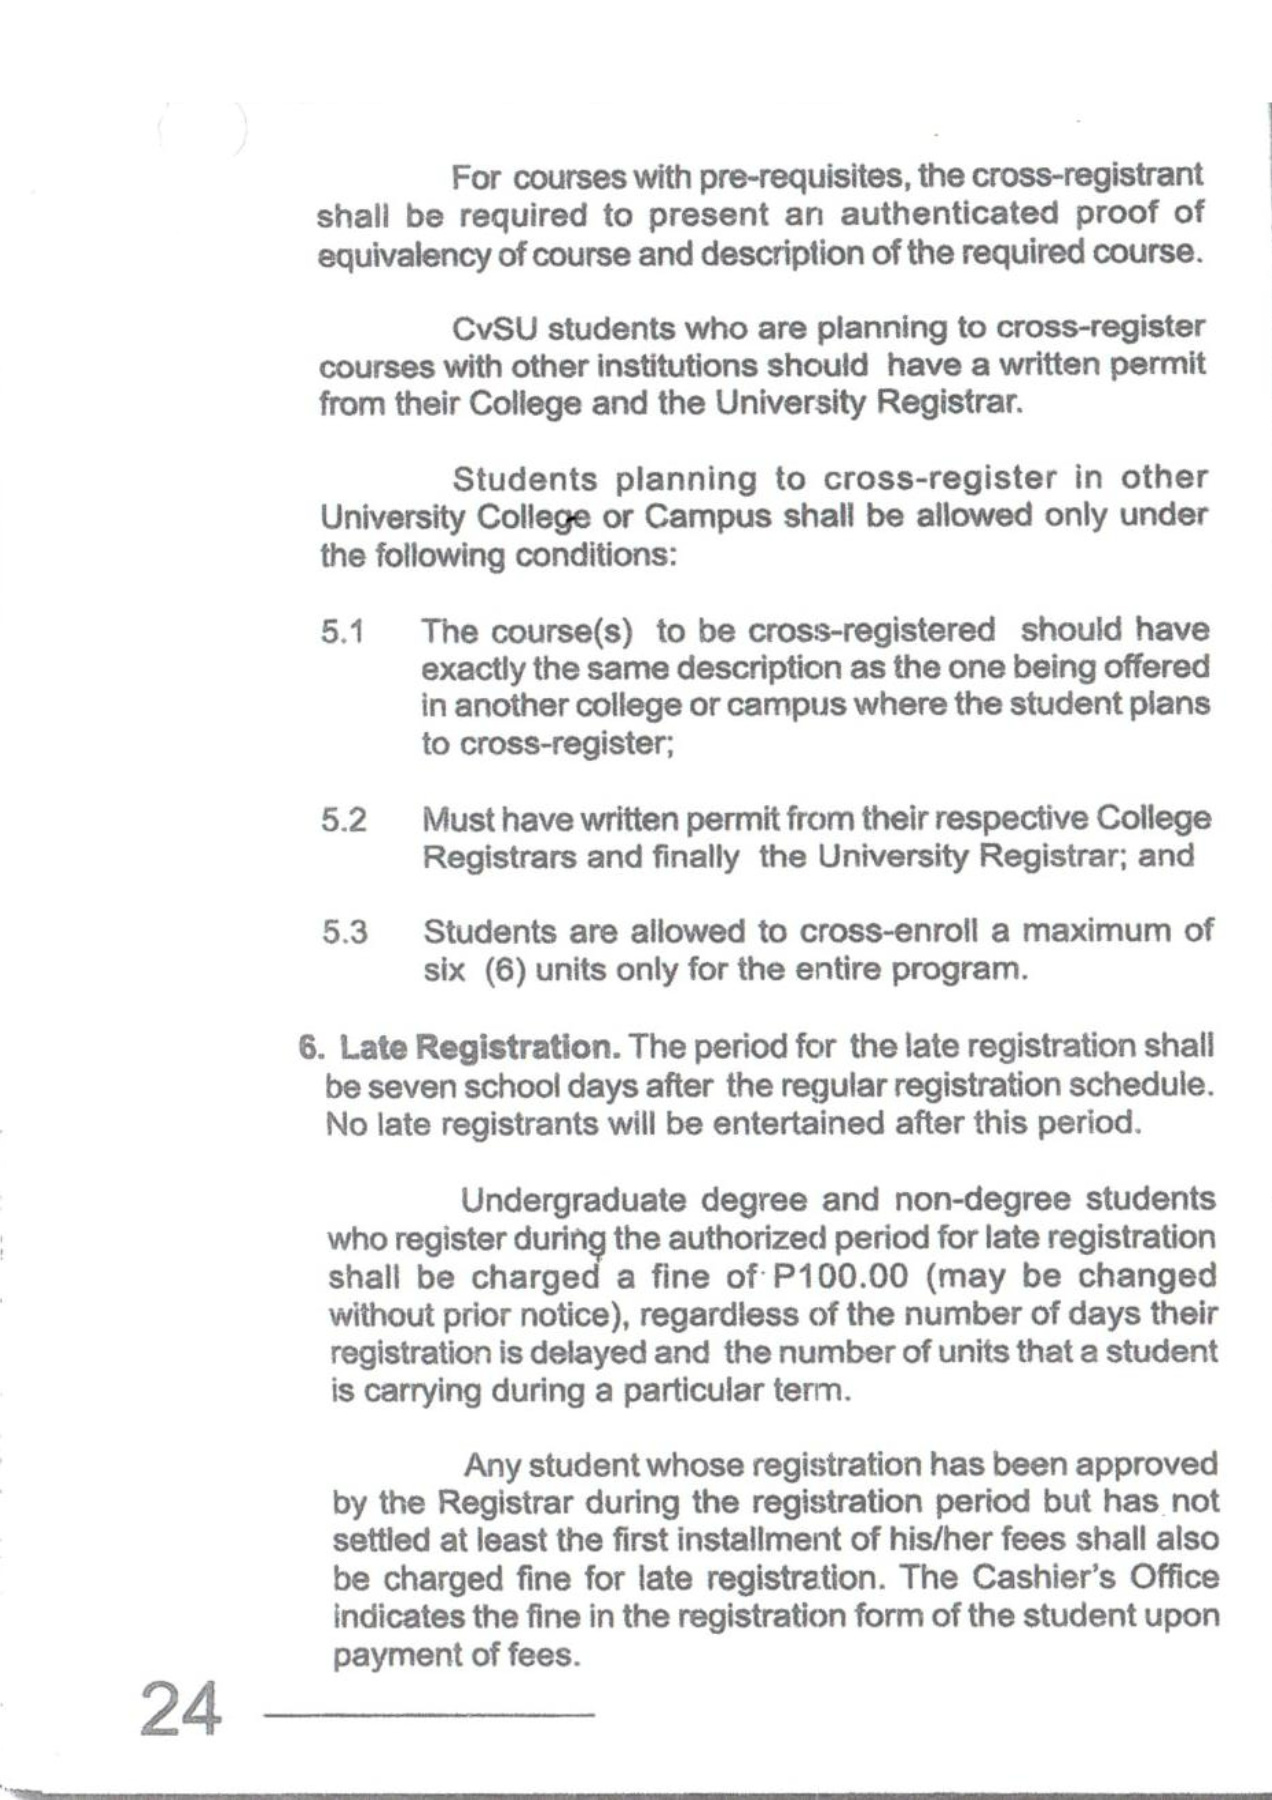 For courses with pre-requisites, the cross-registrant
shall be required to present an authenticated proof of
equivalency of course and description of the required course.
CvSU students who are planning to cross-register
courses with other institutions should have a written permit
from their College and the University Registrar.
Students planning to cross-register in other
University College or Campus shall be allowed only under
the following conditions:
5.1 The course(s) to be cross-registered should have
exactly the same description as the one being offered
in another college or campus where the student plans
to cross-register;
5.2 Must have written permit from their respective College
Registrars and finally the University Registrar; and
5.3 Students are allowed to cross-enroll a maximum of
six (6) units only for the entire program.
6. Late Registration. The period for the late registration shall
be seven school days after the regular registration schedule.
No late registrants will be entertained after this period.
Undergraduate degree and non-degree students
who register during the authorized period for late registration
shall be charged a fine of P100.00 (may be changed
without prior notice), regardless of the number of days their
registration is delayed and the number of units that a student
is carrying during a particular term.
Any student whose registration has been approved
by the Registrar during the registration period but has not
settled at least the first installment of his/her fees shall also
be charged fine for late registration. The Cashier's Office
indicates the fine in the registration form of the student upon
payment of fees.
24